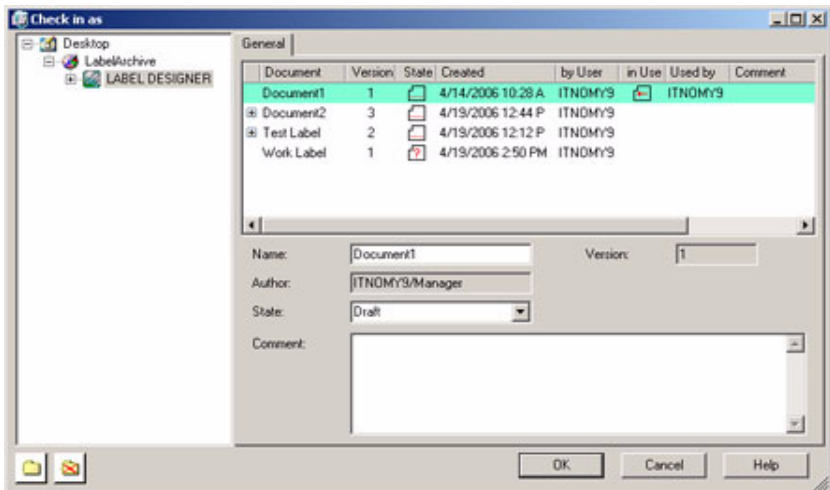 Check in as
Desktop
LabelArchive
LABEL DESIGNER
General
Document Version State Created by User in Use Used by Comment
Document1 1 4/14/2006 10:28 A ITNOMY9 ITNOMY9
Document2 3 4/19/2006 12:44 P ITNOMY9
Test Label 2 4/19/2006 12:12 P ITNOMY9
Work Label 1 ? 4/19/2006 2:50 PM ITNOMY9
Name: Document1 Version: 1
Author: ITNOMY9/Manager
State: Draft
Comment:
OK Cancel Help